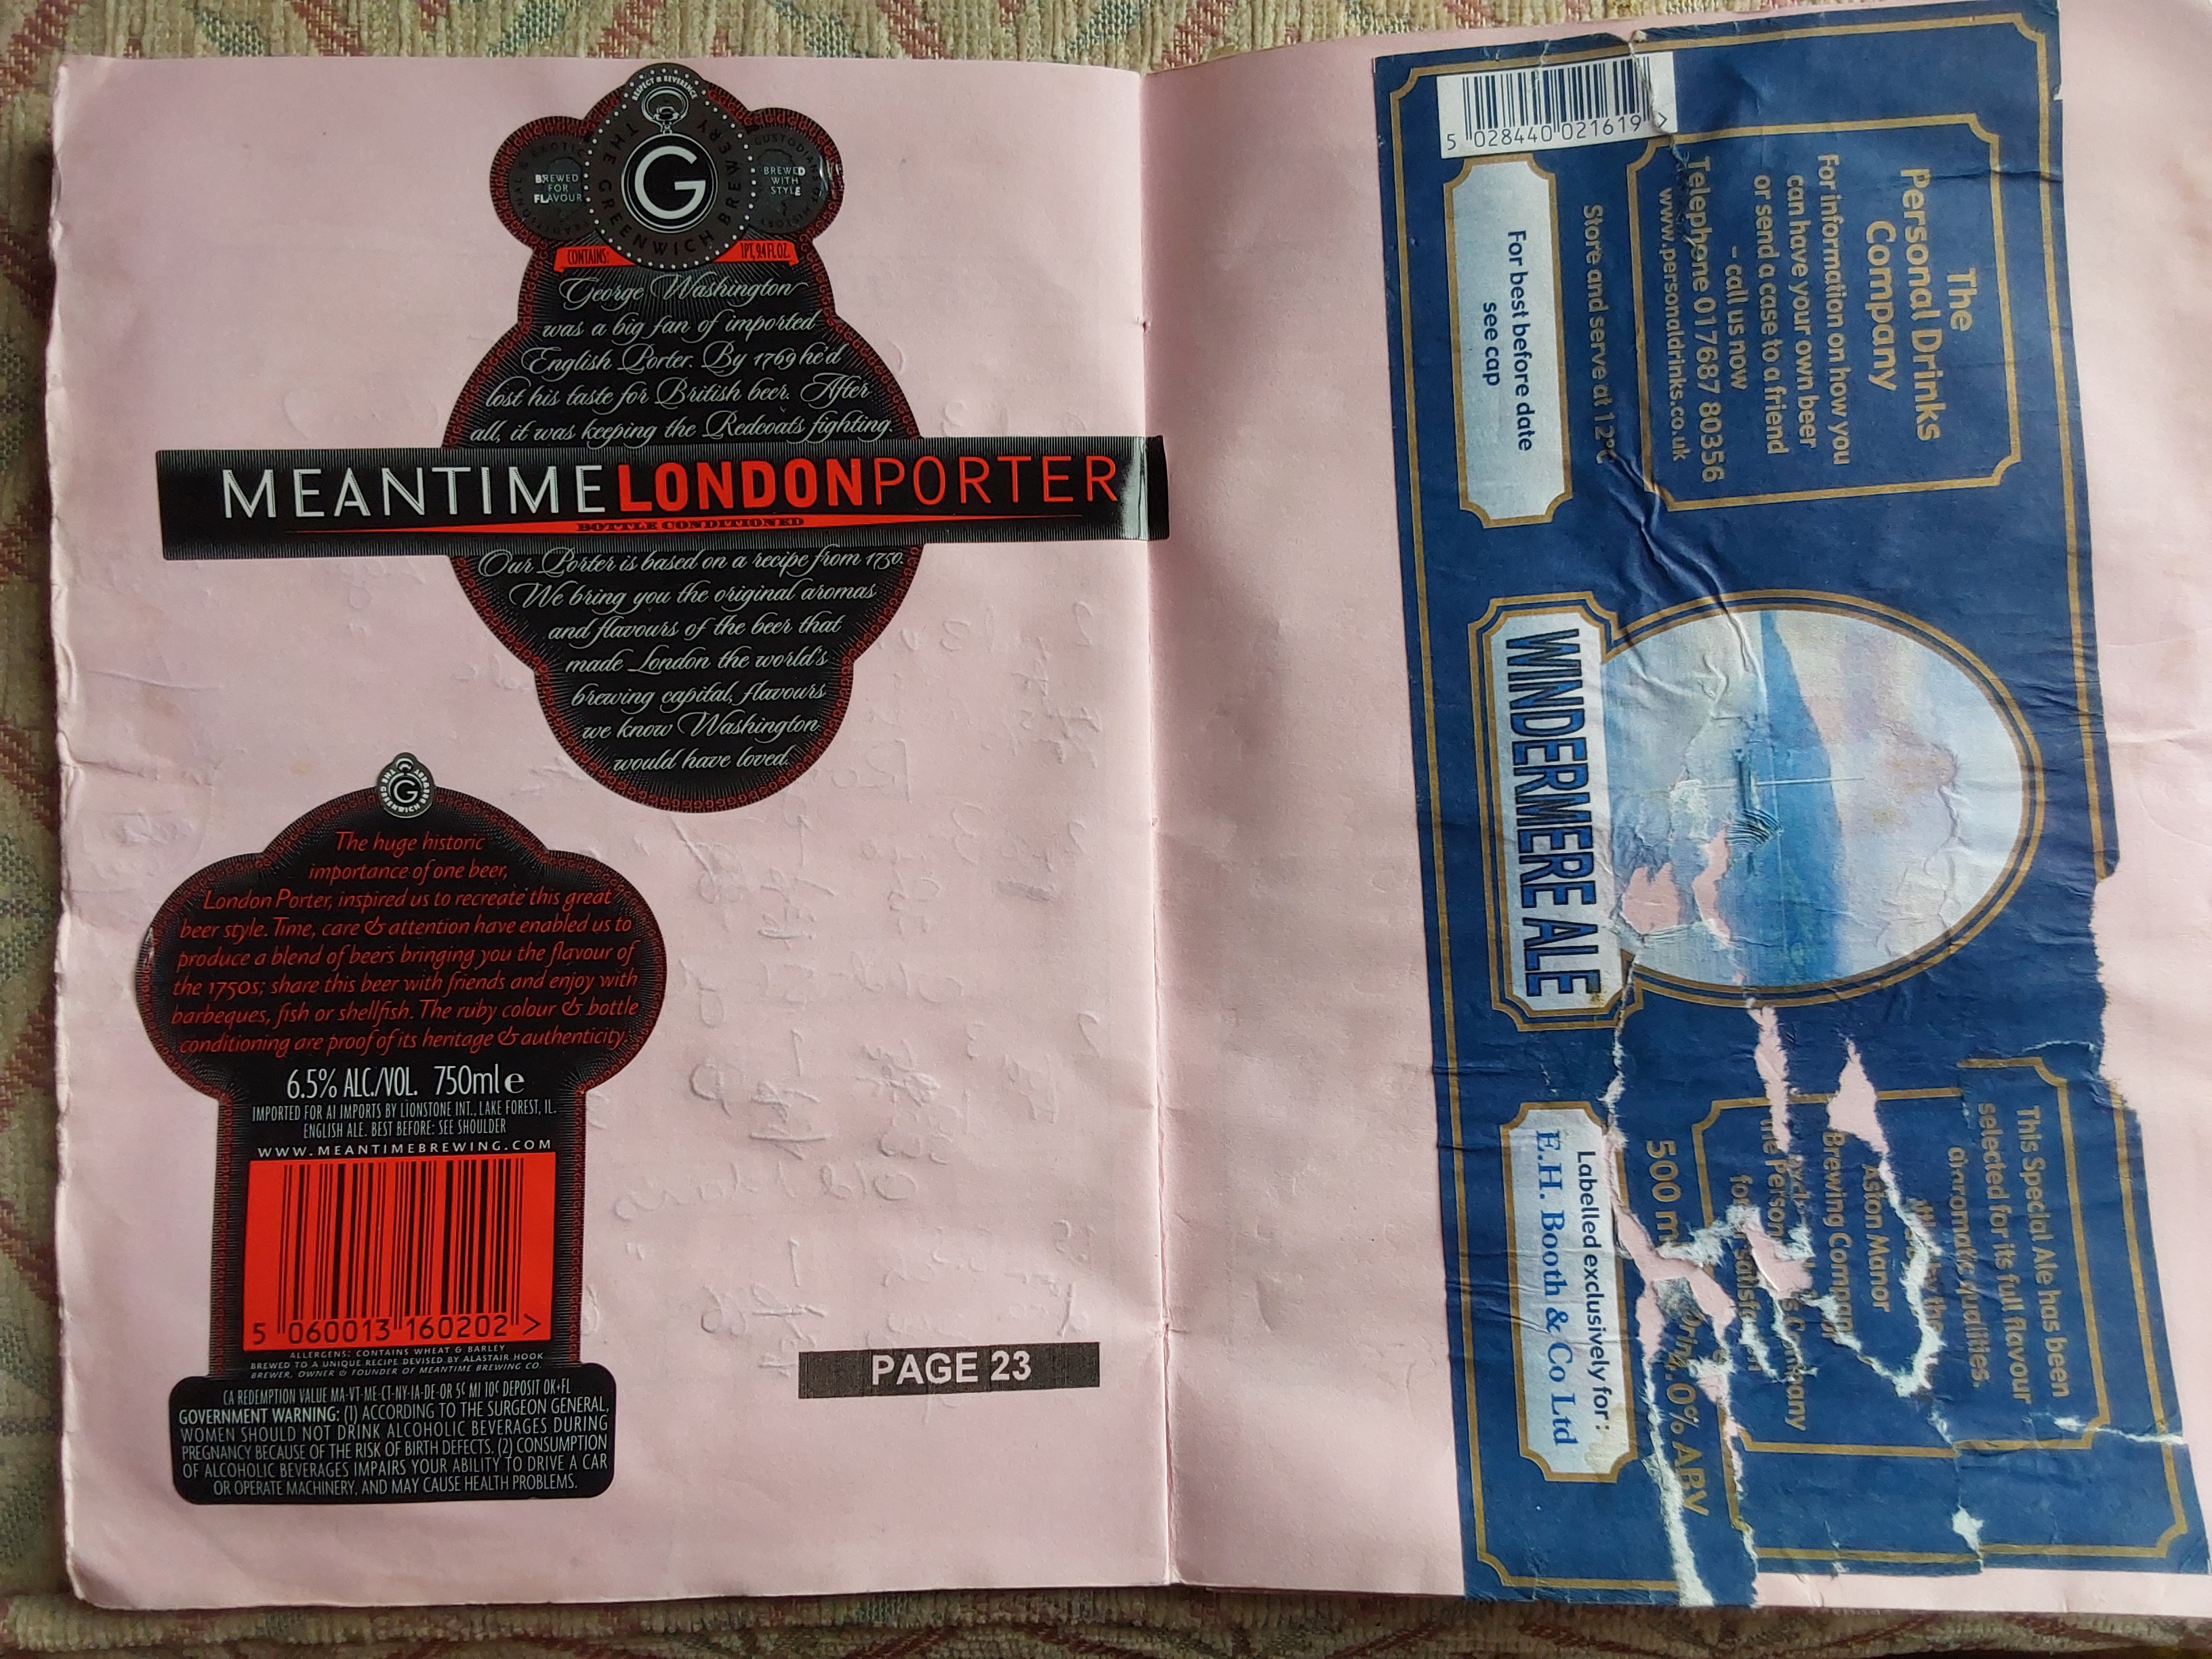 RESPECT & REVERENCE
THE GREENWICH BREWERY
G
BREWED
FOR
FLAVOUR
BREWED
WITH
STYLE
CONTAINS:
1PT, 9.4FL.OZ.
George Washington
was a big fan of imported
English Porter. By 1769 he'd
lost his taste for British beer. After
all, it was keeping the Redcoats fighting.
MEANTIME LONDON PORTER
BOTTLE CONDITIONED
Our Porter is based on a recipe from 1750.
We bring you the original aromas
and flavours of the beer that
made London the world's
brewing capital, flavours
we know Washington
would have loved.
THE GREENWICH BREWERY
G
The huge historic
importance of one beer,
London Porter, inspired us to recreate this great
beer style. Time, care & attention have enabled us to
produce a blend of beers bringing you the flavour of
the 1750s; share this beer with friends and enjoy with
barbeques, fish or shellfish. The ruby colour & bottle
conditioning are proof of its heritage & authenticity.
6.5% ALC./VOL. 750ml e
IMPORTED FOR AI IMPORTS BY LIONSTONE INT., LAKE FOREST, IL.
ENGLISH ALE. BEST BEFORE: SEE SHOULDER
WWW.MEANTIMEBREWING.COM
5 060013 160202 >
ALLERGENS: CONTAINS WHEAT & BARLEY
BREWED TO A UNIQUE RECIPE DEVISED BY ALASTAIR HOOK
BREWER, OWNER & FOUNDER OF MEANTIME BREWING CO.
CA REDEMPTION VALUE MA-VT-ME-CT-NY-IA-DE-OR 5¢ MI 10¢ DEPOSIT OK+FL
GOVERNMENT WARNING: (1) ACCORDING TO THE SURGEON GENERAL,
WOMEN SHOULD NOT DRINK ALCOHOLIC BEVERAGES DURING
PREGNANCY BECAUSE OF THE RISK OF BIRTH DEFECTS. (2) CONSUMPTION
OF ALCOHOLIC BEVERAGES IMPAIRS YOUR ABILITY TO DRIVE A CAR
OR OPERATE MACHINERY, AND MAY CAUSE HEALTH PROBLEMS.
PAGE 23
5 028440 021619 >
The
Personal Drinks
Company
For information on how you
can have your own beer
or send a case to a friend
– call us now
Telephone 017687 80356
www.personaldrinks.co.uk
Store and serve at 12°C
For best before date
see cap
WINDERMERE ALE
This Special Ale has been
selected for its full flavour
& aromatic qualities.
Aston Manor
Brewing Company
the Person Company
for satisf
500 m .0% ABV
Labelled exclusively for:
E.H. Booth & Co Ltd